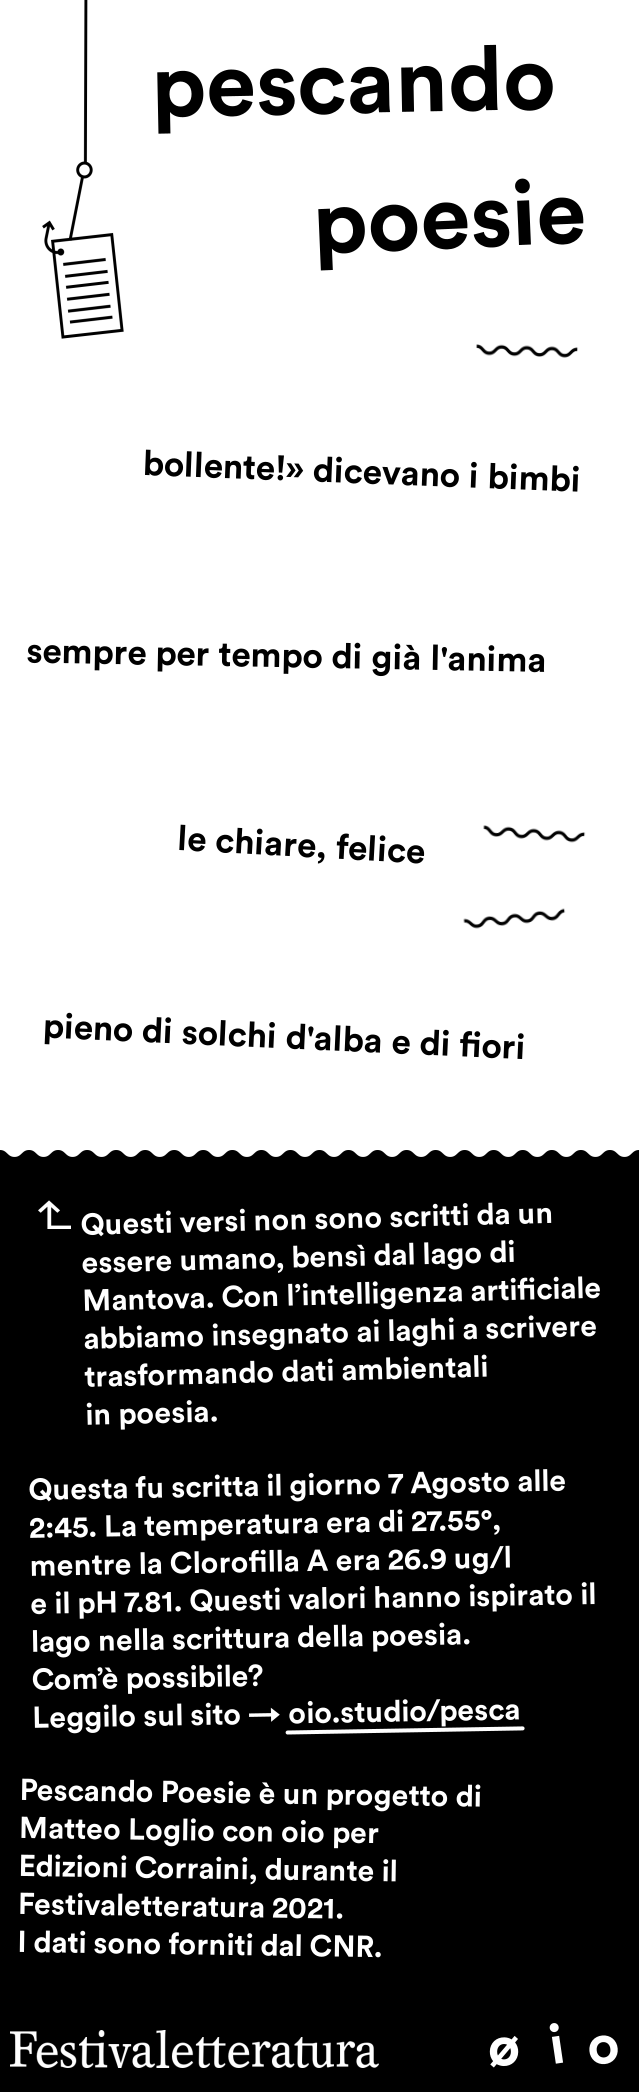 pescando
poesie
bollente!» dicevano i bimbi
sempre per tempo di già l'anima
le chiare, felice
pieno di solchi d'alba e di fiori
Questi versi non sono scritti da un
essere umano, bensì dal lago di
Mantova. Con l’intelligenza artificiale
abbiamo insegnato ai laghi a scrivere
trasformando dati ambientali
in poesia.
Questa fu scritta il giorno 7 Agosto alle
2:45. La temperatura era di 27.55°,
mentre la Clorofilla A era 26.9 ug/l
e il pH 7.81. Questi valori hanno ispirato il
lago nella scrittura della poesia.
Com’è possibile?
Leggilo sul sito → oio.studio/pesca
Pescando Poesie è un progetto di
Matteo Loglio con oio per
Edizioni Corraini, durante il
Festivaletteratura 2021.
I dati sono forniti dal CNR.
Festivaletteratura
ø i o